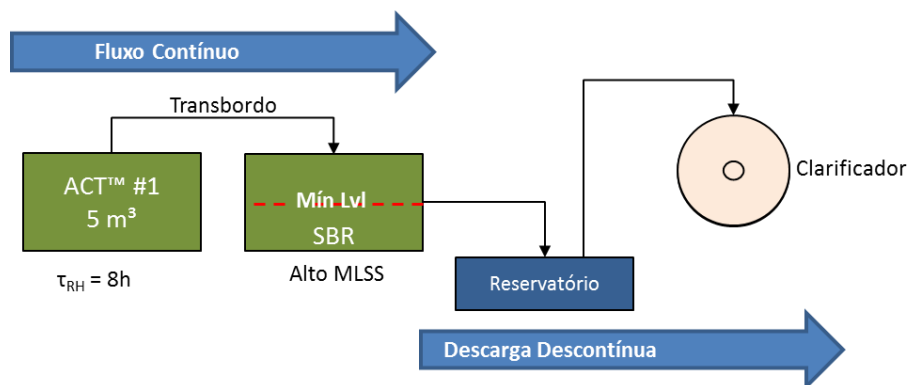 Fluxo Contínuo
Transbordo
ACT™ #1
5 m³
τRH = 8h
Mín Lvl
SBR
Alto MLSS
Reservatório
Clarificador
Descarga Descontínua